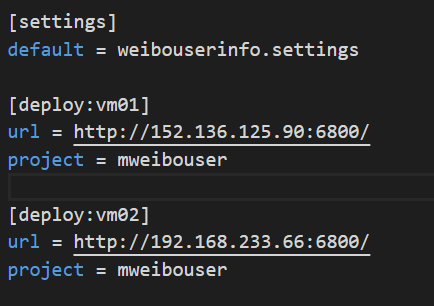 [settings]
default = weibouserinfo.settings
[deploy:vm01]
url = http://152.136.125.90:6800/
project = mweibouser
[deploy:vm02]
url = http://192.168.233.66:6800/
project = mweibouser